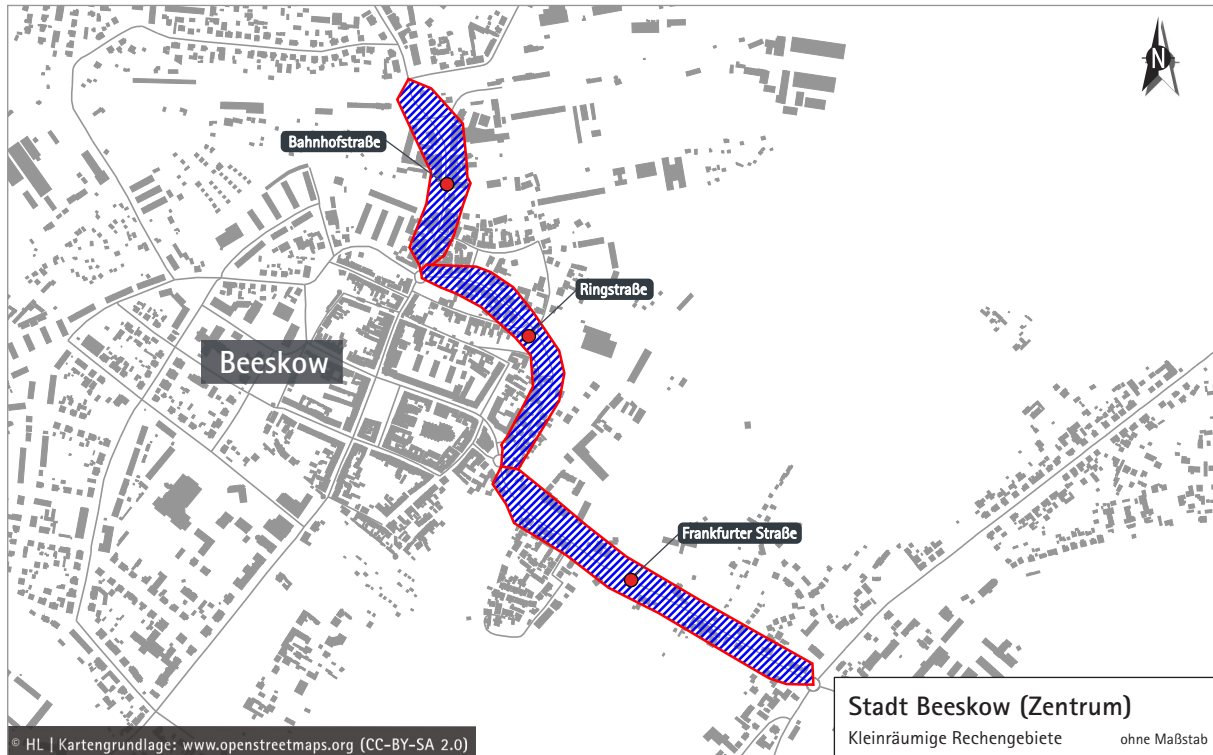 N
Bahnhofstraße
Ringstraße
Beeskow
Frankfurter Straße
Stadt Beeskow (Zentrum)
Kleinräumige Rechengebiete ohne Maßstab
© HL | Kartengrundlage: www.openstreetmaps.org (CC-BY-SA 2.0)